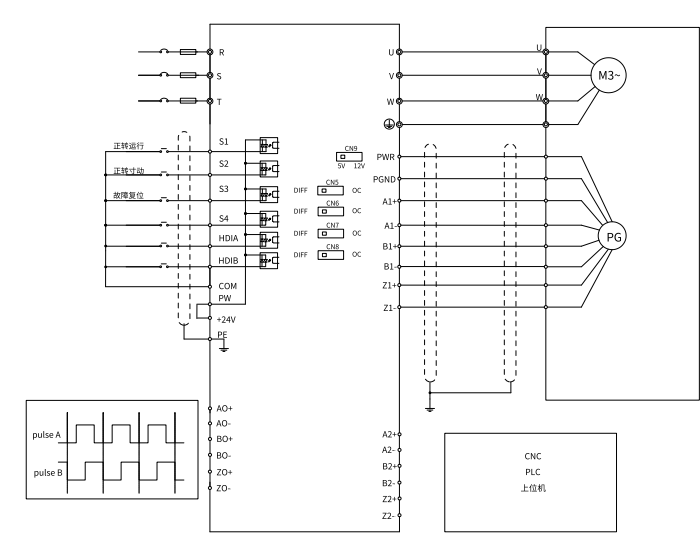 R
S
T
正转运行
正转寸动
故障复位
S1
S2
S3
S4
HDIA
HDIB
COM
PW
+24V
PE
CN9
5V 12V
CN5
DIFF OC
CN6
DIFF OC
CN7
DIFF OC
CN8
DIFF OC
U
V
W
PWR
PGND
A1+
A1-
B1+
B1-
Z1+
Z1-
U
V
W
M3~
PG
pulse A
pulse B
AO+
AO-
BO+
BO-
ZO+
ZO-
A2+
A2-
B2+
B2-
Z2+
Z2-
CNC
PLC
上位机